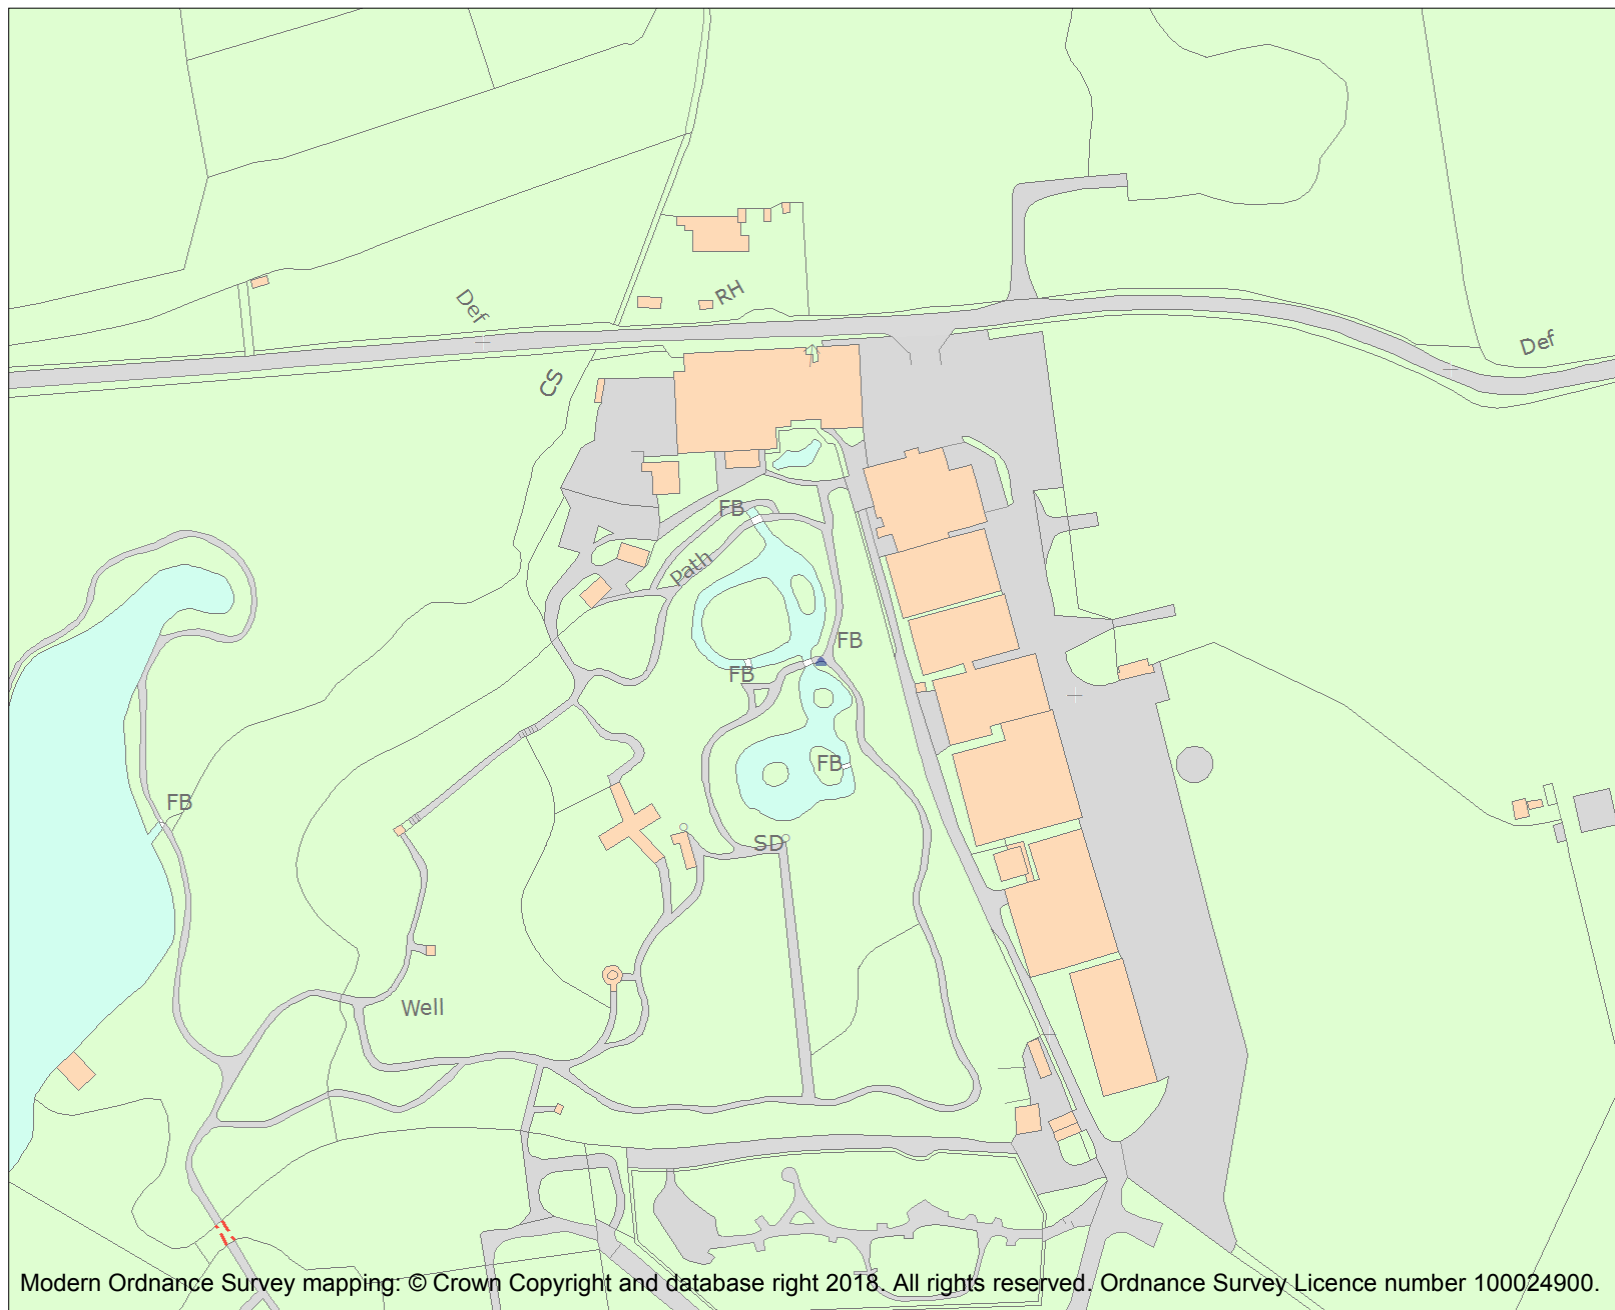 RH
Def
Def
CS
FB
Path
FB
FB
FB
FB
SD
Well
Modern Ordnance Survey mapping: © Crown Copyright and database right 2018. All rights reserved. Ordnance Survey Licence number 100024900.